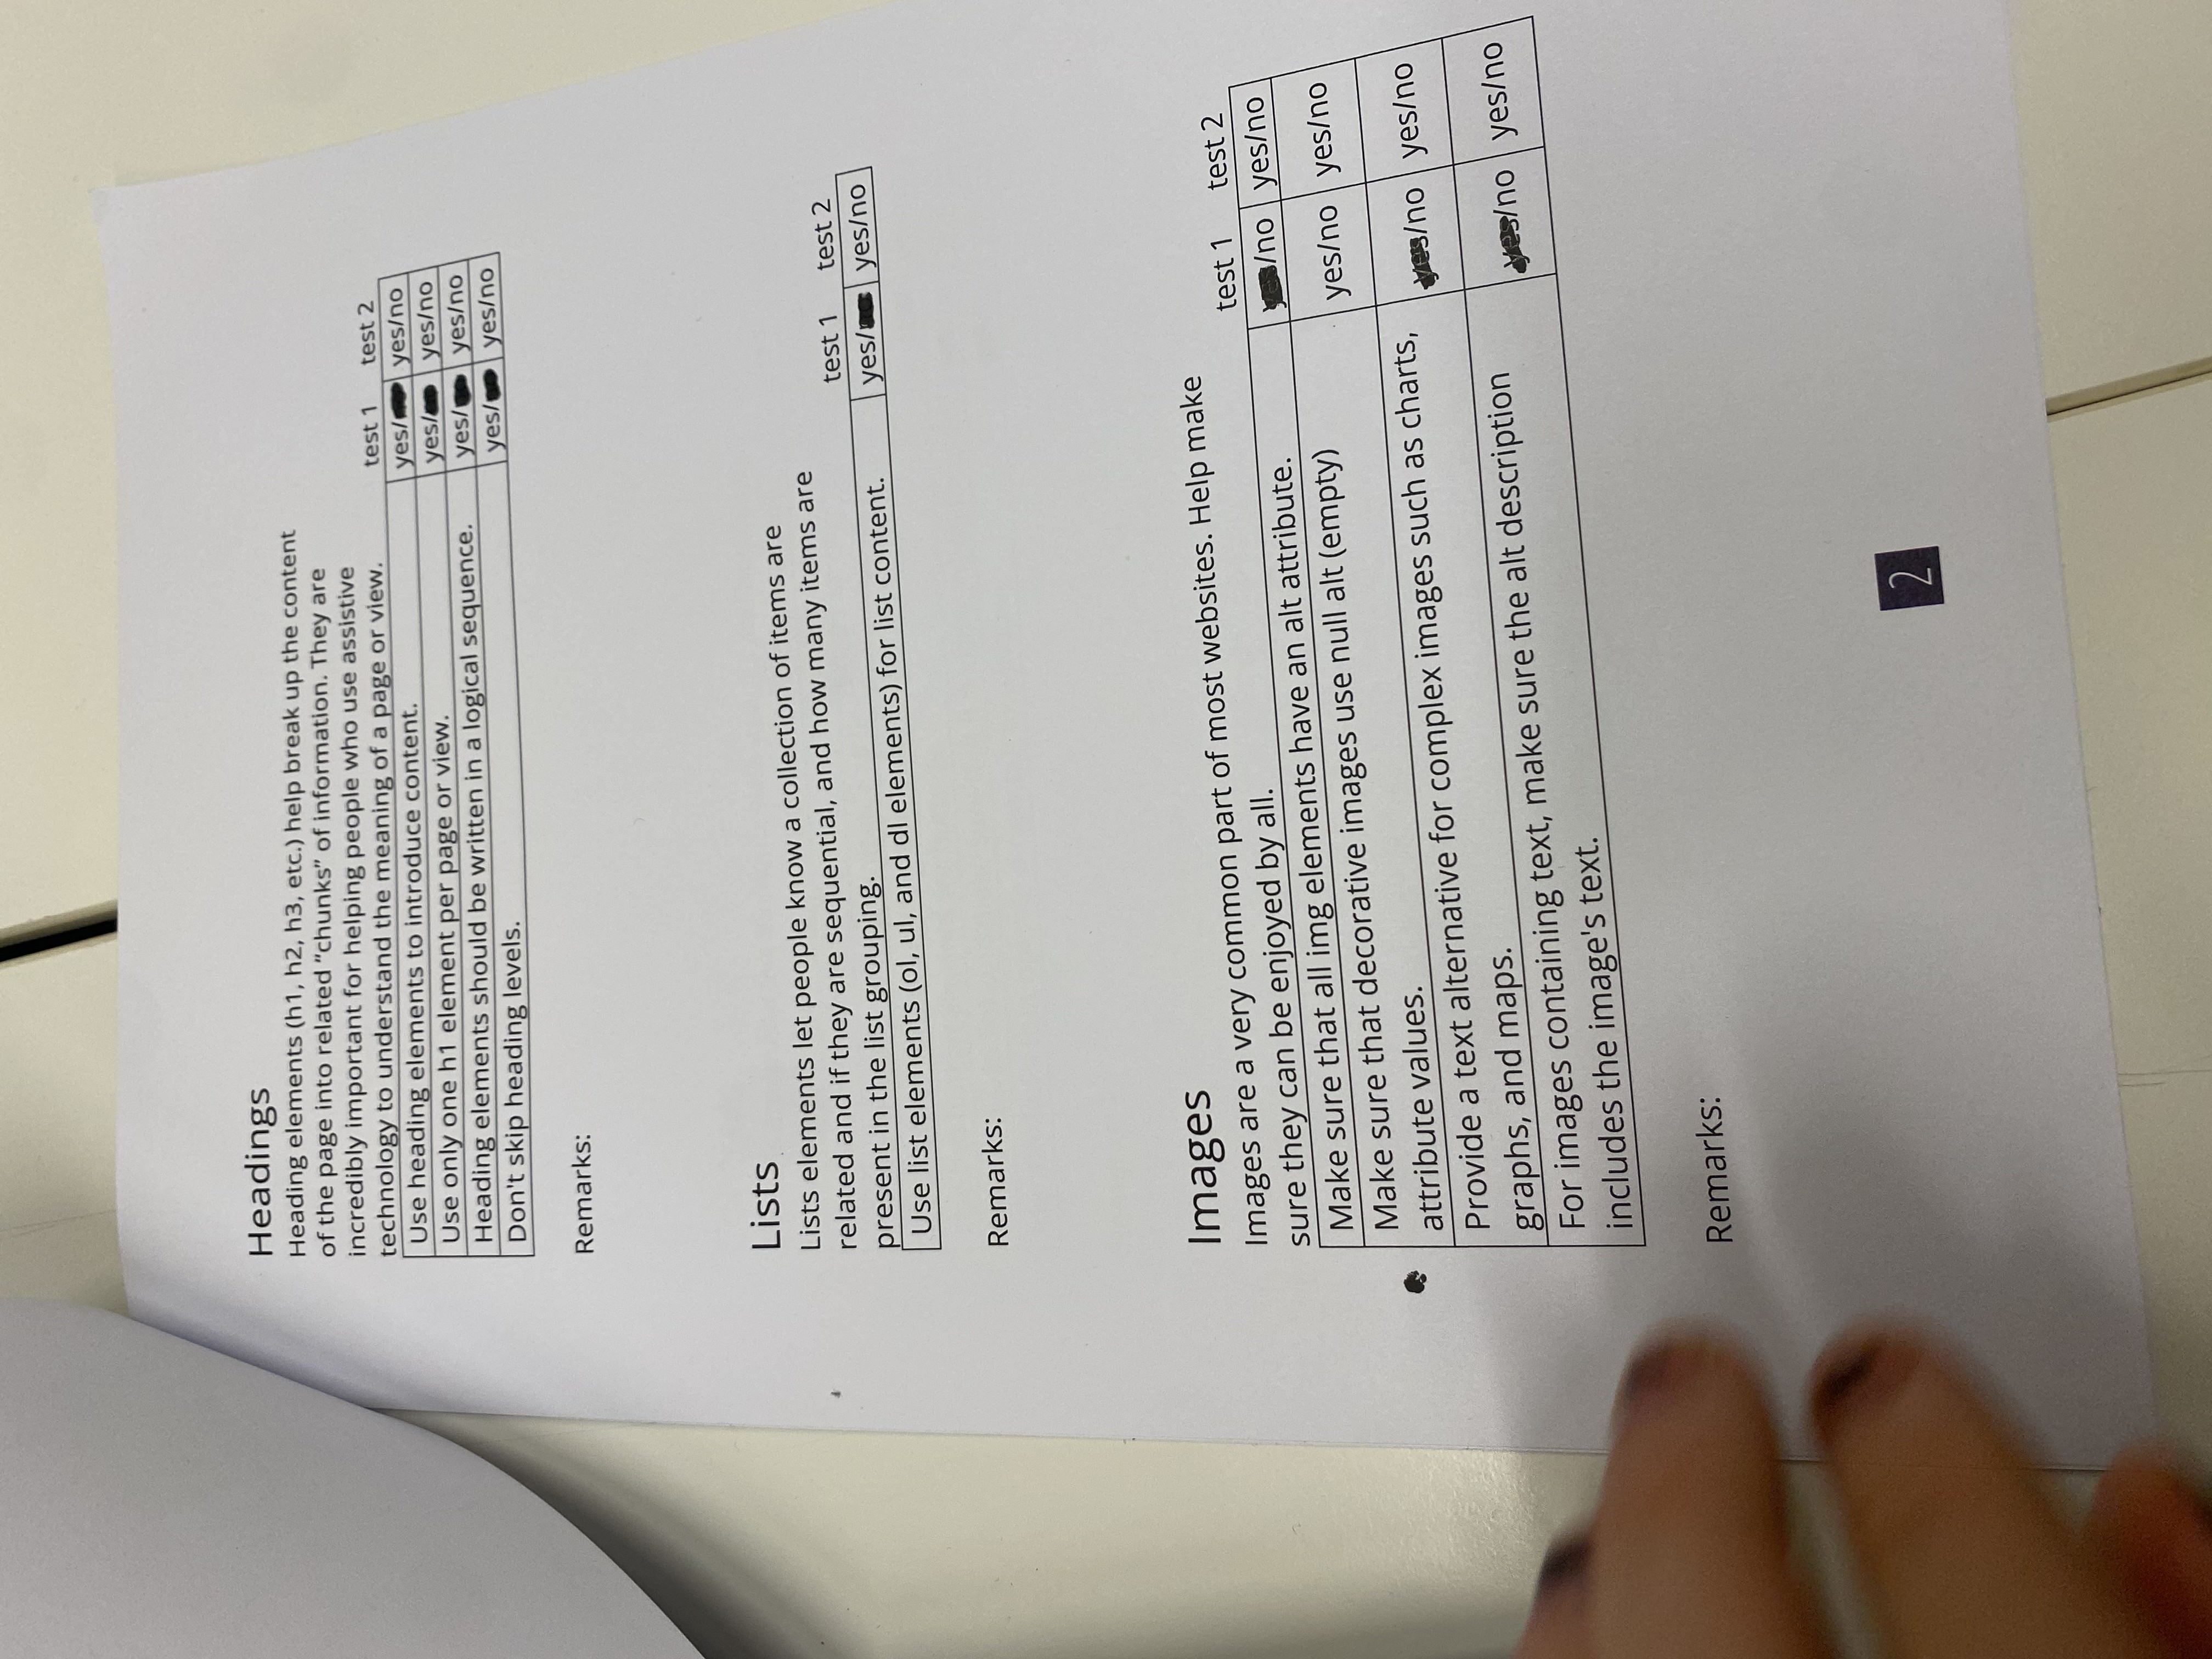 Headings
Heading elements (h1, h2, h3, etc.) help break up the content
of the page into related “chunks” of information. They are
incredibly important for helping people who use assistive
technology to understand the meaning of a page or view.
test 1 test 2
Use heading elements to introduce content. yes/ yes/no
Use only one h1 element per page or view. yes/ yes/no
Heading elements should be written in a logical sequence. yes/ yes/no
Don't skip heading levels. yes/ yes/no
Remarks:
Lists
Lists elements let people know a collection of items are
related and if they are sequential, and how many items are
present in the list grouping.
test 1 test 2
Use list elements (ol, ul, and dl elements) for list content. yes/ yes/no
Remarks:
Images
Images are a very common part of most websites. Help make
sure they can be enjoyed by all.
test 1 test 2
Make sure that all img elements have an alt attribute. /no yes/no
Make sure that decorative images use null alt (empty)
attribute values. yes/no yes/no
Provide a text alternative for complex images such as charts,
graphs, and maps. yes/no yes/no
For images containing text, make sure the alt description
includes the image's text. yes/no yes/no
Remarks:
2